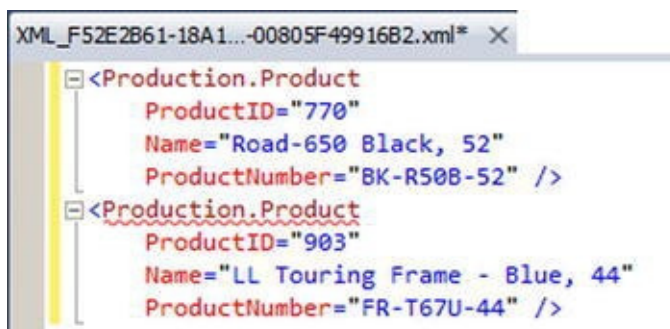 XML_F52E2B61-18A1...-00805F49916B2.xml*
<Production.Product
ProductID="770"
Name="Road-650 Black, 52"
ProductNumber="BK-R50B-52" />
<Production.Product
ProductID="903"
Name="LL Touring Frame - Blue, 44"
ProductNumber="FR-T67U-44" />